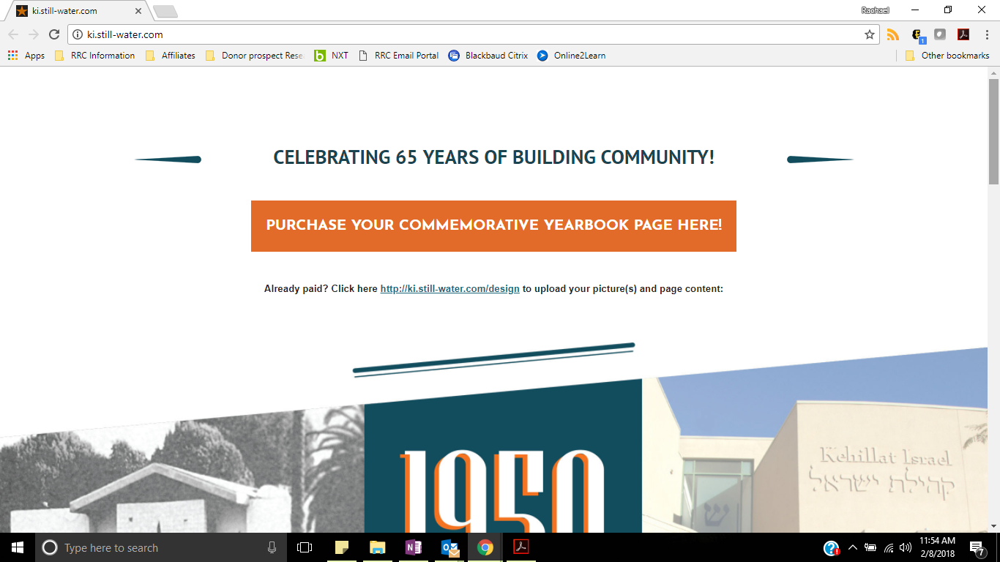 ki.still-water.com
Rachael
ki.still-water.com
Apps RRC Information Affiliates Donor prospect Rese NXT RRC Email Portal Blackbaud Citrix Online2Learn Other bookmarks
1
CELEBRATING 65 YEARS OF BUILDING COMMUNITY!
PURCHASE YOUR COMMEMORATIVE YEARBOOK PAGE HERE!
Already paid? Click here http://ki.still-water.com/design to upload your picture(s) and page content:
1950
Kehillat Israel
קהילת ישראל
Type here to search
11:54 AM
2/8/2018
7